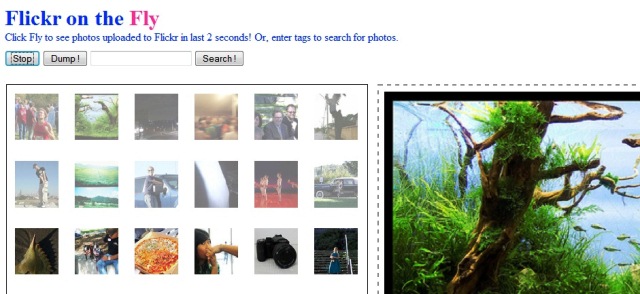 Flickr on the Fly
Click Fly to see photos uploaded to Flickr in last 2 seconds! Or, enter tags to search for photos.
Stop Dump! Search!